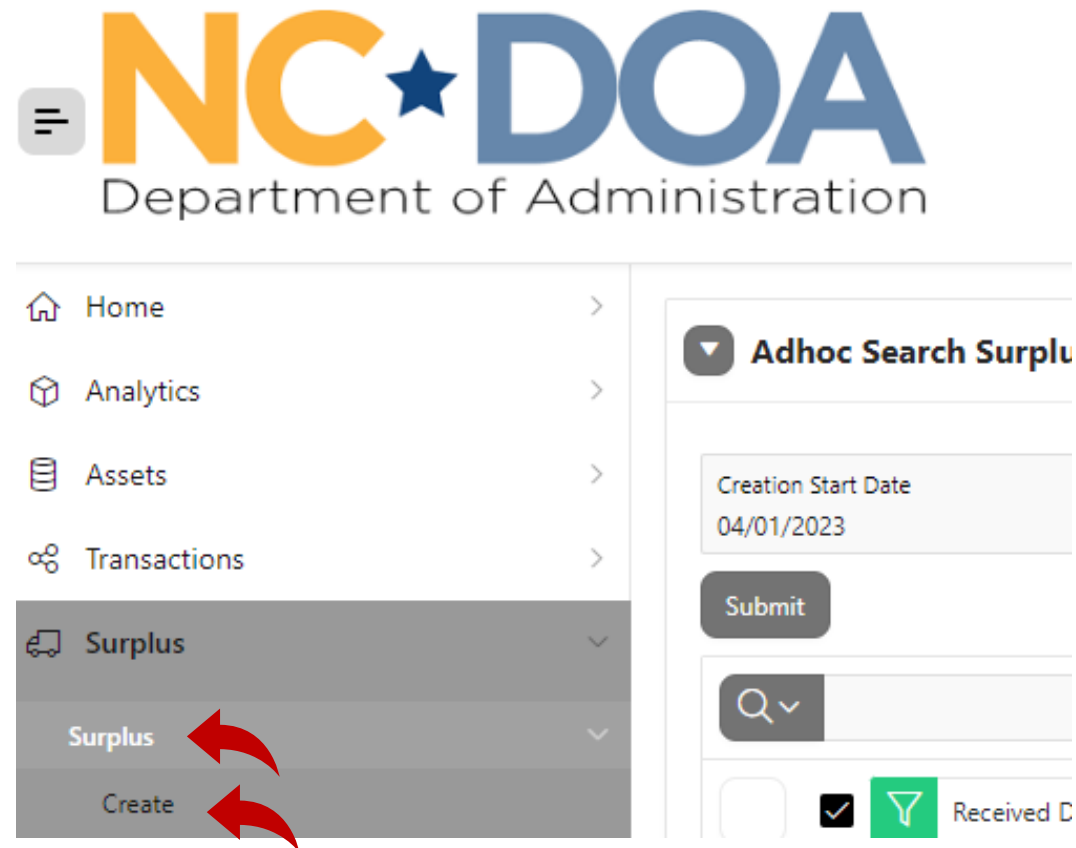 NC DOA
Department of Administration
Home
Analytics
Assets
Transactions
Surplus
Surplus
Create
Adhoc Search Surplu
Creation Start Date
04/01/2023
Submit
Received D